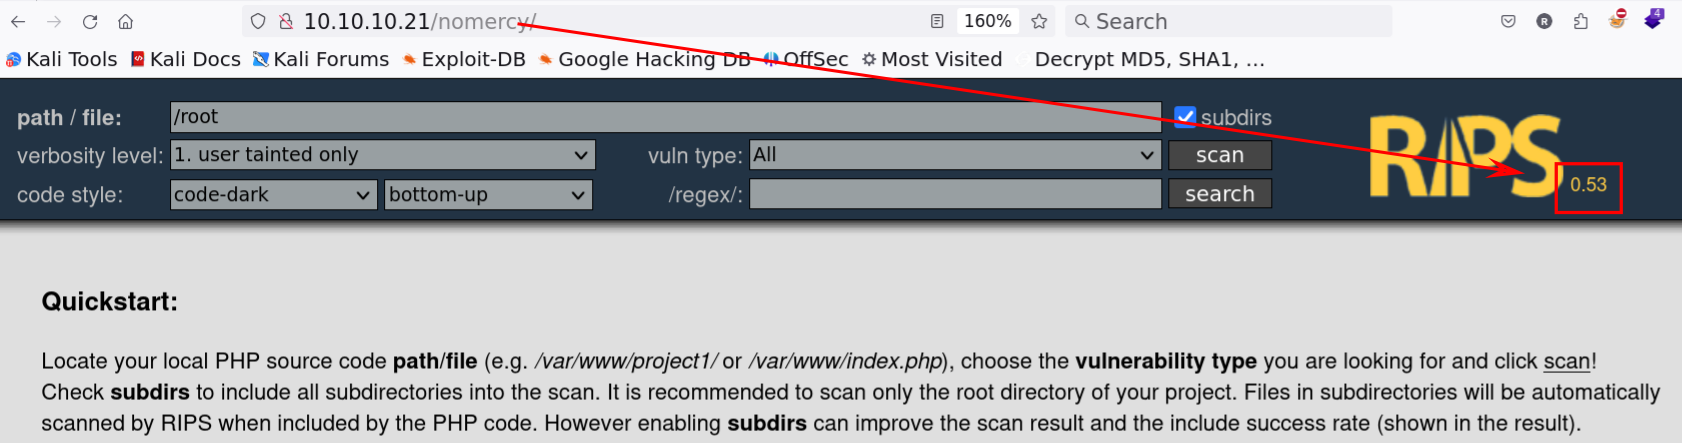 10.10.10.21/nomercy/ 160% Search R 4
Kali Tools Kali Docs Kali Forums Exploit-DB Google Hacking DB OffSec Most Visited Decrypt MD5, SHA1, ...
path / file: /root subdirs
verbosity level: 1. user tainted only vuln type: All scan
RIPS 0.53
code style: code-dark bottom-up /regex/: search
Quickstart:
Locate your local PHP source code path/file (e.g. /var/www/project1/ or /var/www/index.php), choose the vulnerability type you are looking for and click scan!
Check subdirs to include all subdirectories into the scan. It is recommended to scan only the root directory of your project. Files in subdirectories will be automatically
scanned by RIPS when included by the PHP code. However enabling subdirs can improve the scan result and the include success rate (shown in the result).